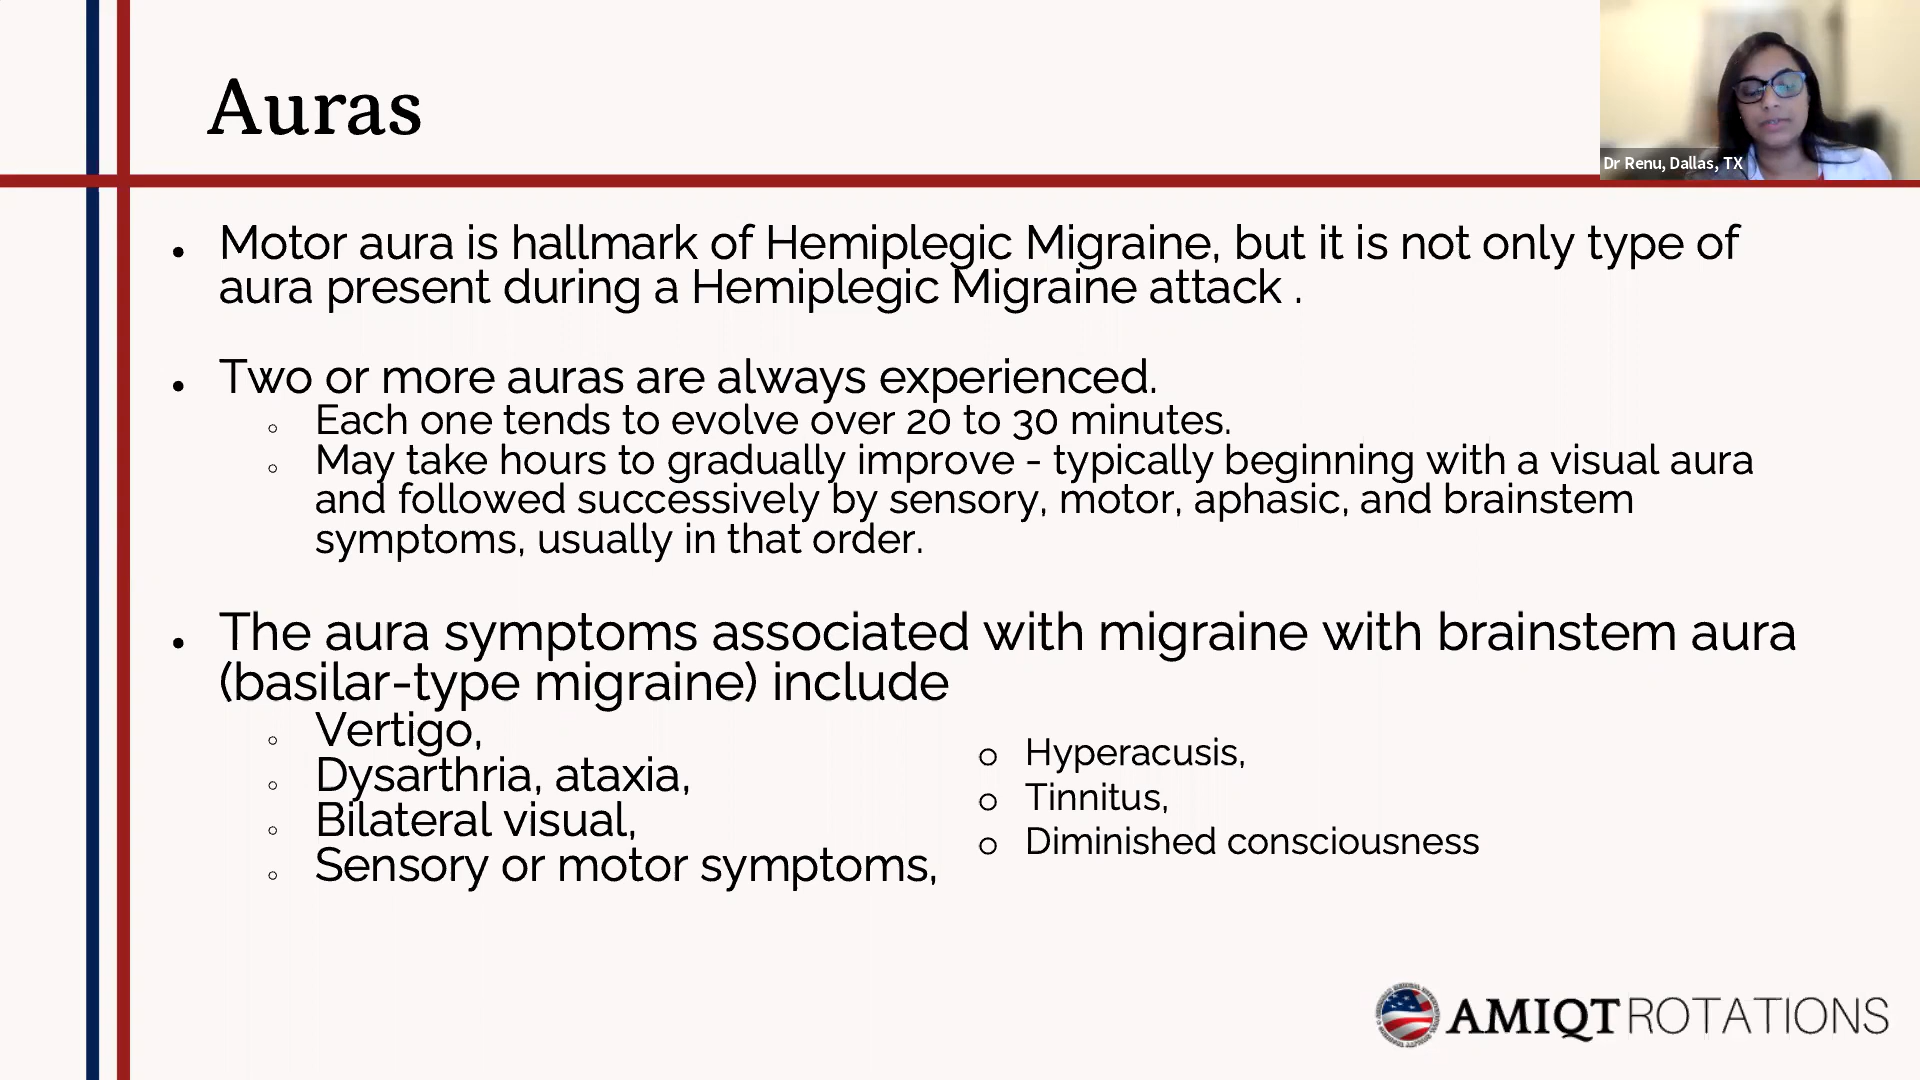 Auras
Dr Renu, Dallas, TX
Motor aura is hallmark of Hemiplegic Migraine, but it is not only type of
aura present during a Hemiplegic Migraine attack .
Two or more auras are always experienced.
Each one tends to evolve over 20 to 30 minutes.
May take hours to gradually improve - typically beginning with a visual aura
and followed successively by sensory, motor, aphasic, and brainstem
symptoms, usually in that order.
The aura symptoms associated with migraine with brainstem aura
(basilar-type migraine) include
Vertigo,
Dysarthria, ataxia,
Bilateral visual,
Sensory or motor symptoms,
Hyperacusis,
Tinnitus,
Diminished consciousness
AMIQT ROTATIONS